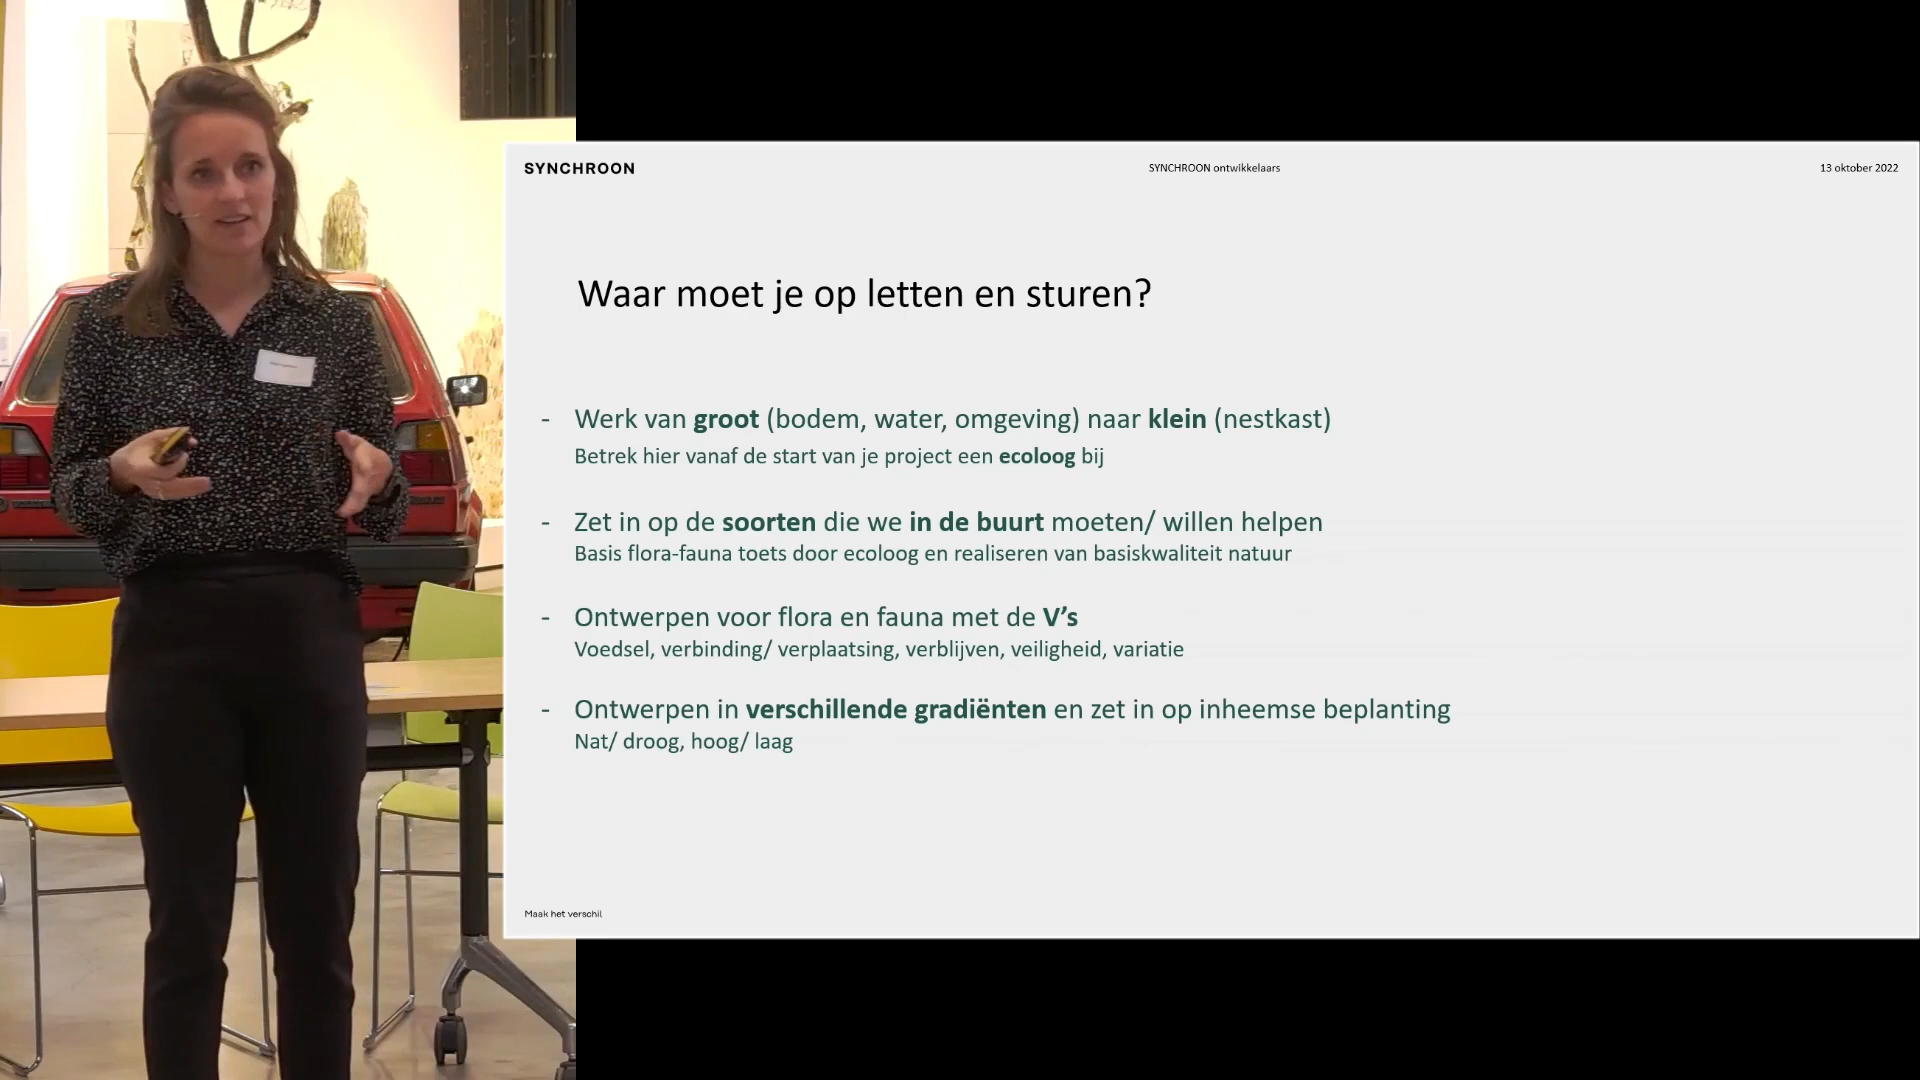 SYNCHROON
SYNCHROON ontwikkelaars
13 oktober 2022
Waar moet je op letten en sturen?
- Werk van groot (bodem, water, omgeving) naar klein (nestkast)
Betrek hier vanaf de start van je project een ecoloog bij
- Zet in op de soorten die we in de buurt moeten/ willen helpen
Basis flora-fauna toets door ecoloog en realiseren van basiskwaliteit natuur
- Ontwerpen voor flora en fauna met de V's
Voedsel, verbinding/ verplaatsing, verblijven, veiligheid, variatie
- Ontwerpen in verschillende gradiënten en zet in op inheemse beplanting
Nat/ droog, hoog/ laag
Maak het verschil